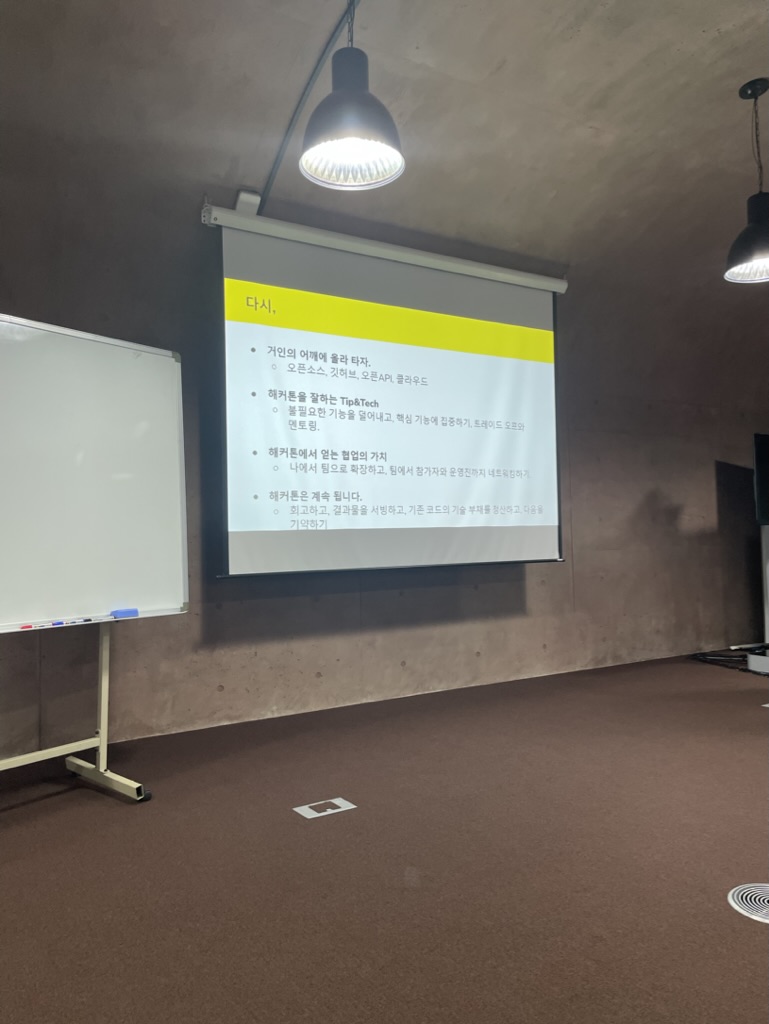 다시,
거인의 어깨에 올라 타자.
오픈소스, 깃허브, 오픈API, 클라우드
해커톤을 잘하는 Tip&Tech
불필요한 기능을 덜어내고, 핵심 기능에 집중하기, 트레이드 오프와
멘토링.
해커톤에서 얻는 협업의 가치
나에서 팀으로 확장하고, 팀에서 참가자와 운영진까지 네트워킹하기.
해커톤은 계속 됩니다.
회고하고, 결과물을 서빙하고, 기존 코드의 기술 부채를 청산하고, 다음을
기약하기